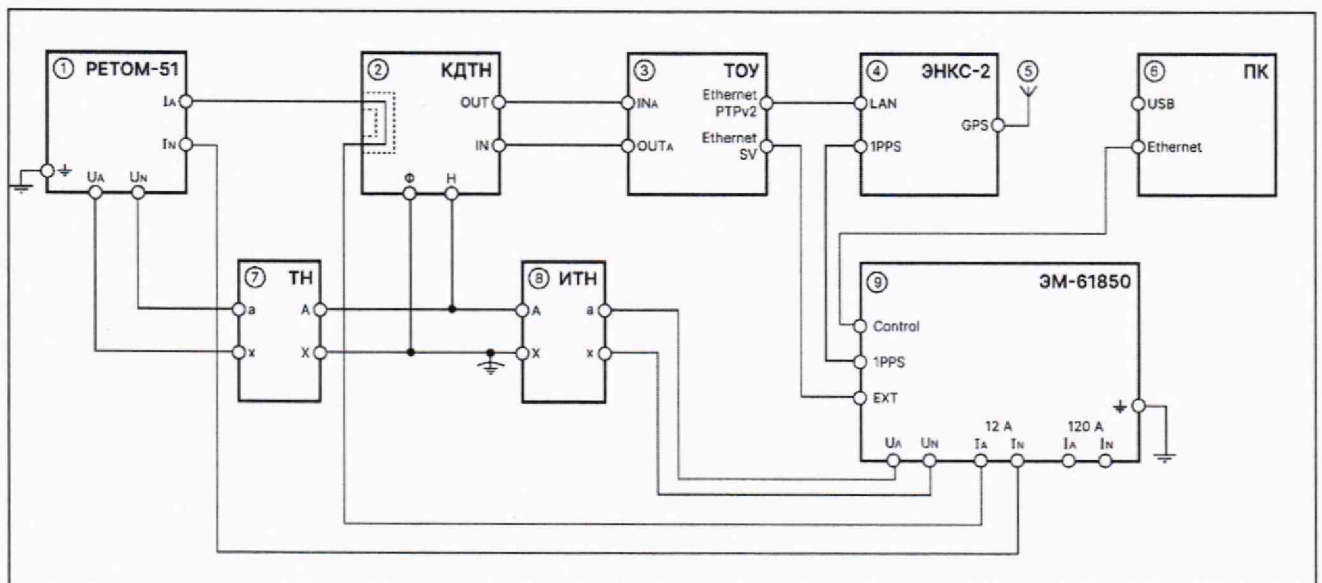 ① РЕТОМ-51
IA
IN
UA UN
② КДТН
OUT
IN
Ф Н
③ ТОУ
INA
OUTA
Ethernet
PTPv2
Ethernet
SV
④ ЭНКС-2
LAN
1PPS
GPS
⑤
⑥ ПК
USB
Ethernet
⑦ ТН
a A
x X
⑧ ИТН
A a
X x
⑨ ЭМ-61850
Control
1PPS
EXT
12 А 120 А
UA UN IA IN IA IN